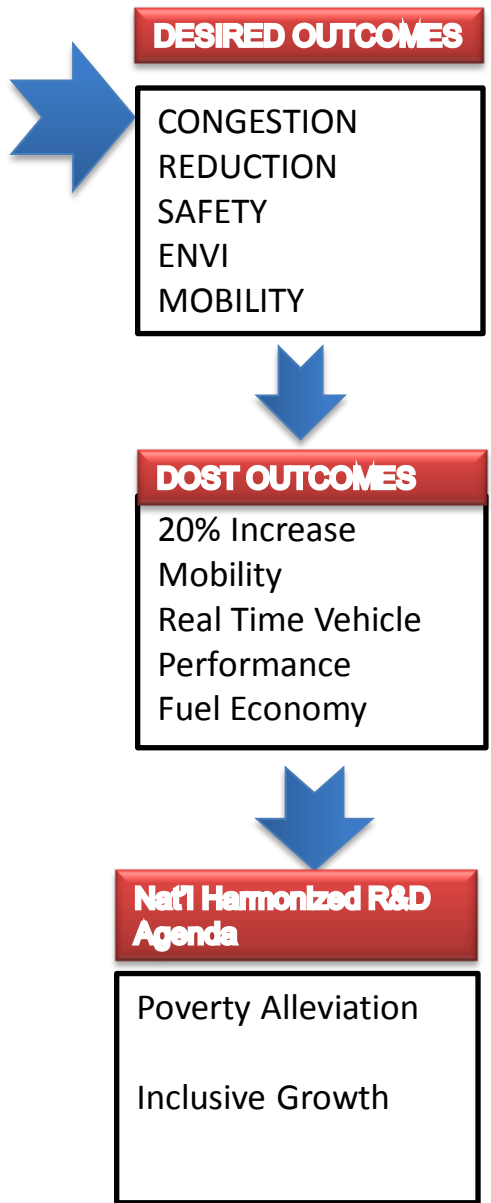 DESIRED OUTCOMES
CONGESTION
REDUCTION
SAFETY
ENVI
MOBILITY
DOST OUTCOMES
20% Increase
Mobility
Real Time Vehicle
Performance
Fuel Economy
Nat'l Harmonized R&D
Agenda
Poverty Alleviation
Inclusive Growth